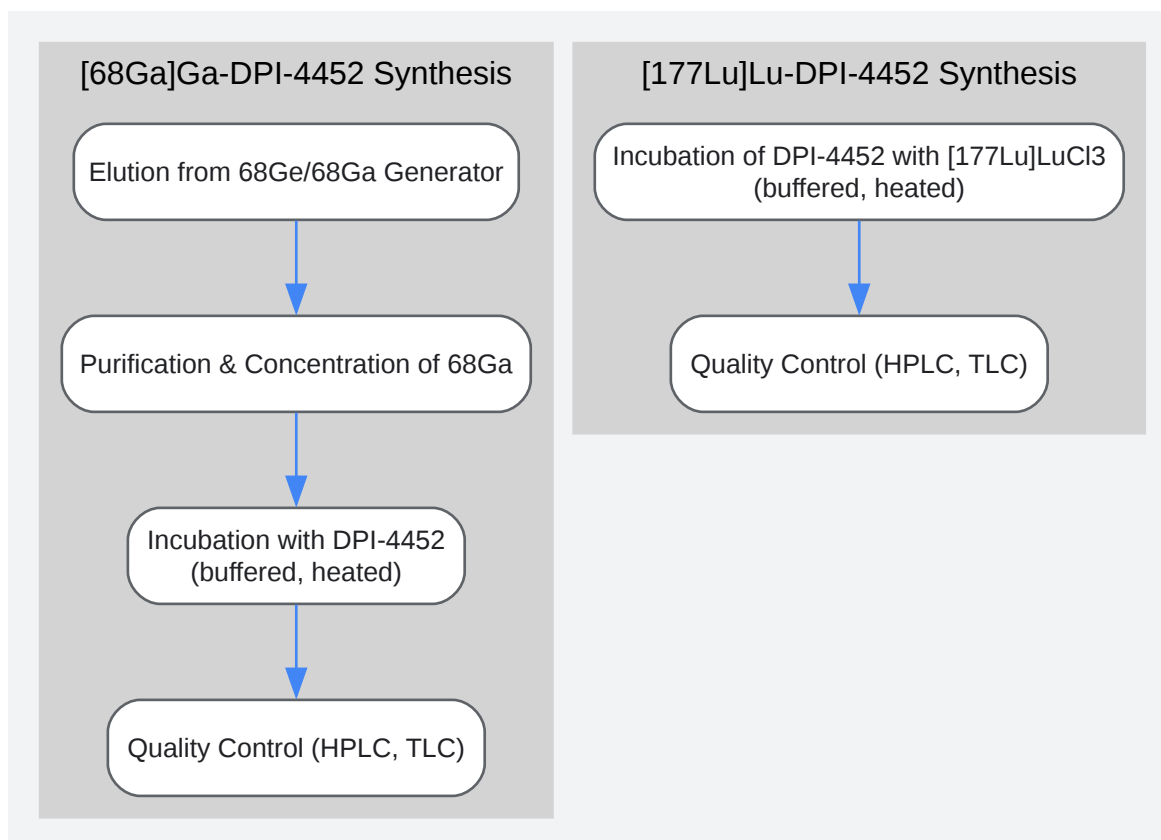 [68Ga]Ga-DPI-4452 Synthesis
Elution from 68Ge/68Ga Generator
Purification & Concentration of 68Ga
Incubation with DPI-4452
(buffered, heated)
Quality Control (HPLC, TLC)
[177Lu]Lu-DPI-4452 Synthesis
Incubation of DPI-4452 with [177Lu]LuCl3
(buffered, heated)
Quality Control (HPLC, TLC)